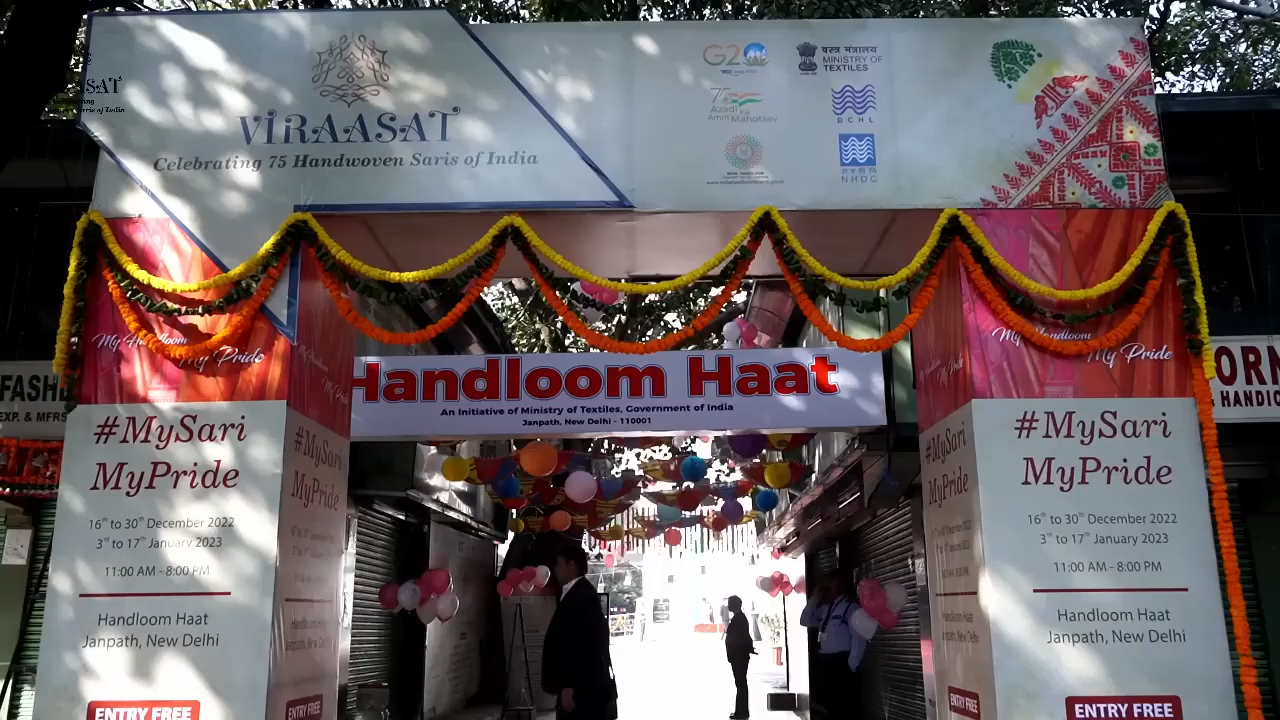 VIRAASAT
Celebrating 75 Handwoven Saris of India
G20
वस्त्र मंत्रालय
MINISTRY OF
TEXTILES
75
Azadi Ka
Amrit Mahotsav
DCHL
NHDC
My Handloom
My Pride
My Handloom
My Pride
Handloom Haat
An Initiative of Ministry of Textiles, Government of India
Janpath, New Delhi - 110001
FASH
EXP. & MFRS
ORN
& HANDIC
#MySari
MyPride
16th to 30th December 2022
3rd to 17th January 2023
11:00 AM - 8:00 PM
Handloom Haat
Janpath, New Delhi
ENTRY FREE
#MySari
MyPride
ENTRY FREE
#MySari
MyPride
ENTRY FREE
#MySari
MyPride
16th to 30th December 2022
3rd to 17th January 2023
11:00 AM - 8:00 PM
Handloom Haat
Janpath, New Delhi
ENTRY FREE